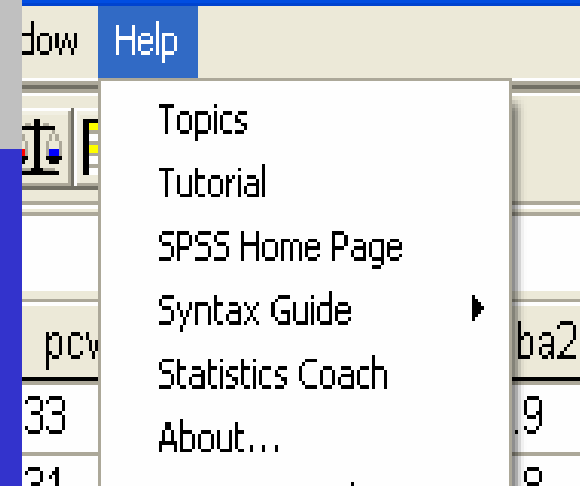 dow Help
Topics
Tutorial
SPSS Home Page
Syntax Guide
Statistics Coach
About...
pcv
ba2
33
.9